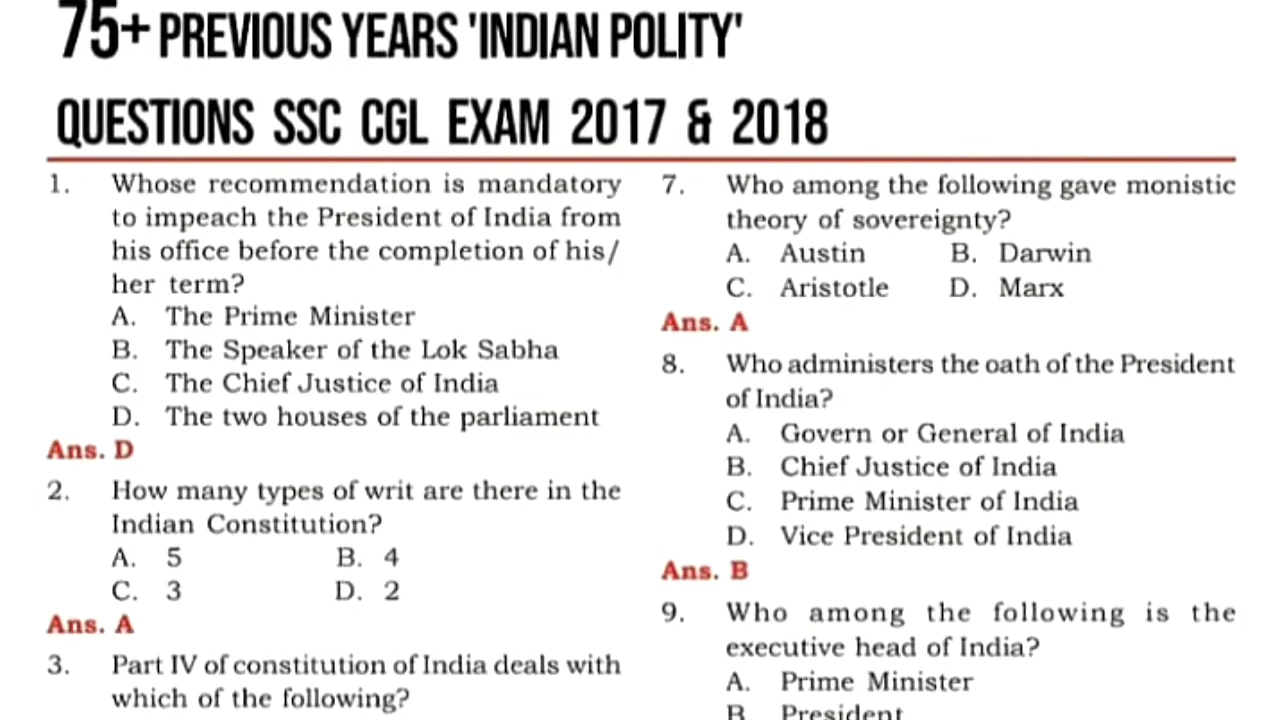 75+ PREVIOUS YEARS 'INDIAN POLITY'
QUESTIONS SSC CGL EXAM 2017 & 2018
1. Whose recommendation is mandatory
to impeach the President of India from
his office before the completion of his/
her term?
A. The Prime Minister
B. The Speaker of the Lok Sabha
C. The Chief Justice of India
D. The two houses of the parliament
Ans. D
2. How many types of writ are there in the
Indian Constitution?
A. 5 B. 4
C. 3 D. 2
Ans. A
3. Part IV of constitution of India deals with
which of the following?
7. Who among the following gave monistic
theory of sovereignty?
A. Austin B. Darwin
C. Aristotle D. Marx
Ans. A
8. Who administers the oath of the President
of India?
A. Govern or General of India
B. Chief Justice of India
C. Prime Minister of India
D. Vice President of India
Ans. B
9. Who among the following is the
executive head of India?
A. Prime Minister
B. President